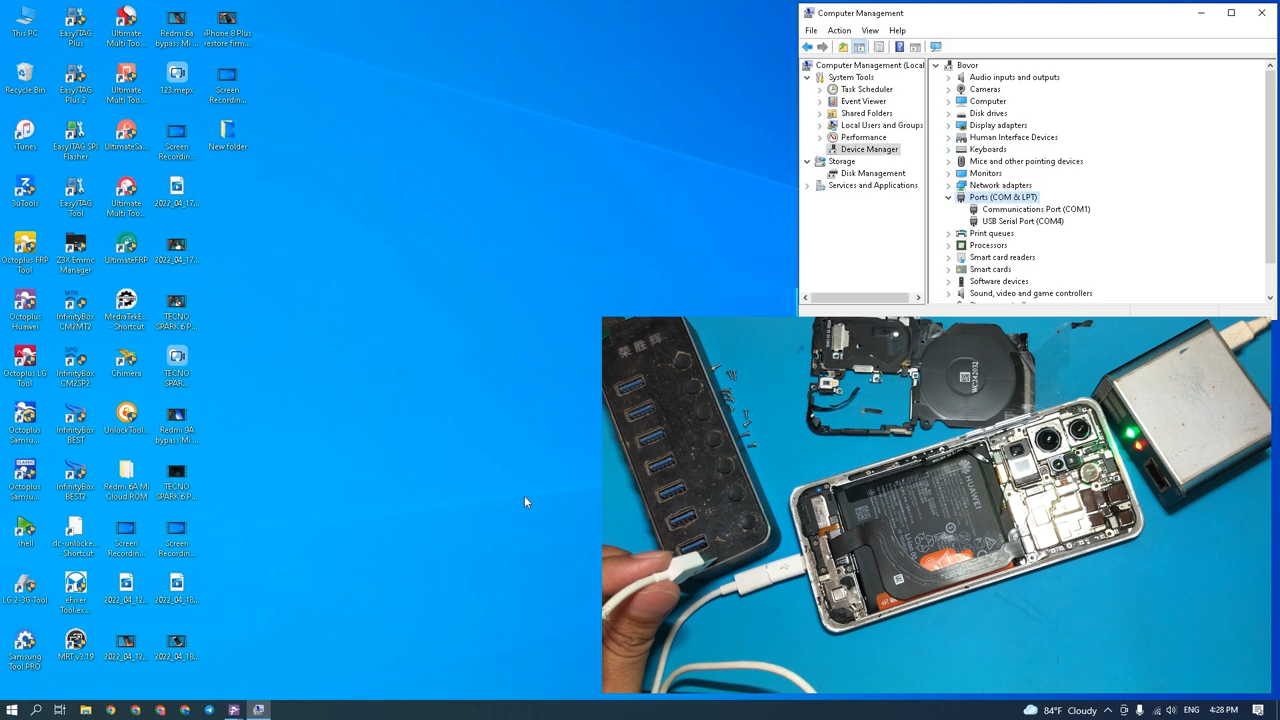 This PC
EasyJTAG
Plus
Ultimate
Multi Too...
Redmi 6a
bypass Mi ...
iPhone 8 Plus
restore firm...
Recycle Bin
EasyJTAG
Plus 2
Ultimate
Multi Too...
123.mepx
Screen
Recordin...
iTunes
EasyJTAG SPI
Flasher
UltimateSa...
Screen
Recordin...
New folder
3uTools
EasyJTAG
Tool
Ultimate
Multi Too...
2022_04_17...
Octoplus FRP
Tool
Z3X Emmc
Manager
UltimateFRP
2022_04_17...
Octoplus
Huawei
MTK
InfinityBox
CM2MT2
MediaTekE...
- Shortcut
TECNO
SPARK 6 P...
Octoplus LG
Tool
SPD
InfinityBox
CM2SP2
Chimera
TECNO
SPAR...
Octoplus
Samsu...
InfinityBox
BEST
UnlockTool...
Redmi 9A
bypass Mi ...
CLASSIC
Octoplus
Samsu...
InfinityBox
BEST2
Redmi 6A Mi
Cloud ROM
TECNO
SPARK 6 P...
shell
dc-unlocke...
- Shortcut
Screen
Recordin...
Screen
Recordin...
LG 2-3G Tool
eFixer
Tool.ex...
2022_04_12...
2022_04_18...
Samsung
Tool PRO
MRT v3.19
2022_04_12...
2022_04_18...
Computer Management
File Action View Help
Computer Management (Local
System Tools
Task Scheduler
Event Viewer
Shared Folders
Local Users and Groups
Performance
Device Manager
Storage
Disk Management
Services and Applications
Bovor
Audio inputs and outputs
Cameras
Computer
Disk drives
Display adapters
Human Interface Devices
Keyboards
Mice and other pointing devices
Monitors
Network adapters
Ports (COM & LPT)
Communications Port (COM1)
USB Serial Port (COM4)
Print queues
Processors
Smart card readers
Smart cards
Software devices
Sound, video and game controllers
荣胜辉
WC242032
HUAWEI
84°F Cloudy
ENG
4:28 PM